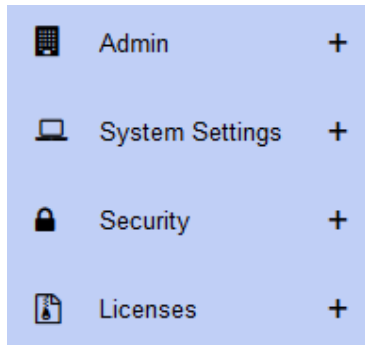 Admin +
System Settings +
Security +
Licenses +